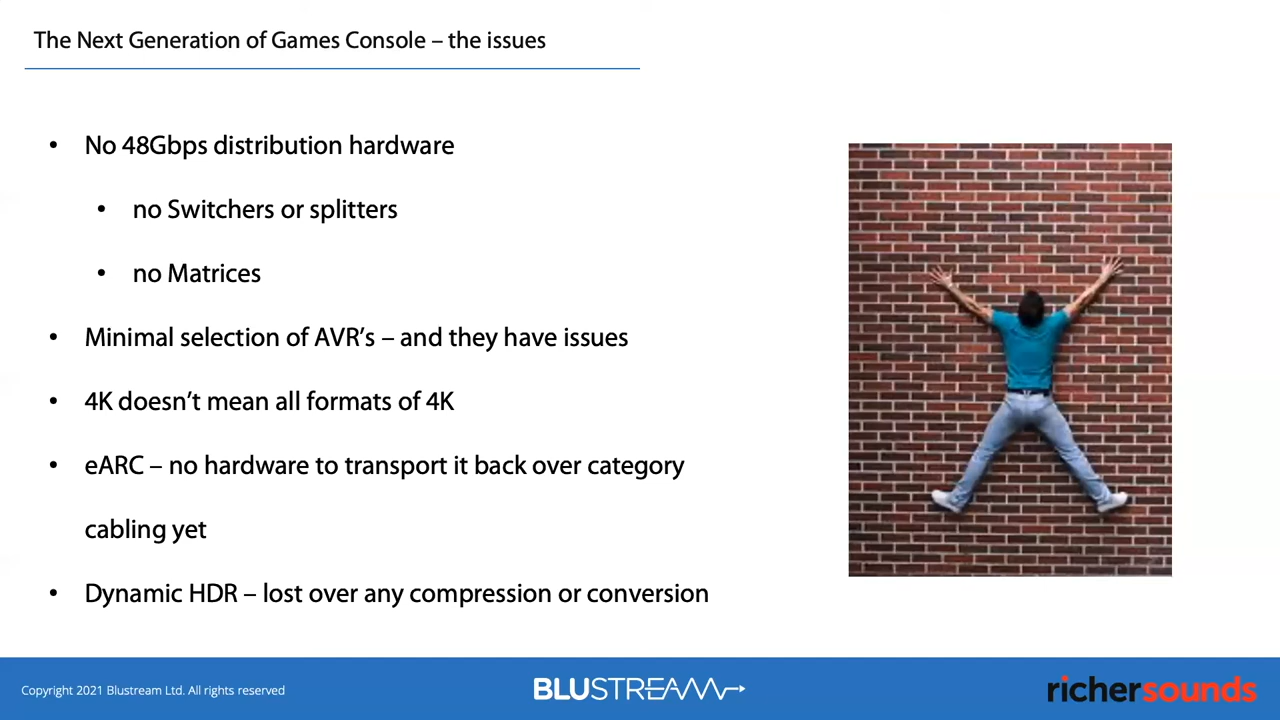 The Next Generation of Games Console – the issues
• No 48Gbps distribution hardware
• no Switchers or splitters
• no Matrices
• Minimal selection of AVR’s – and they have issues
• 4K doesn’t mean all formats of 4K
• eARC – no hardware to transport it back over category
cabling yet
• Dynamic HDR – lost over any compression or conversion
Copyright 2021 Blustream Ltd. All rights reserved
BLUSTREAM
richersounds